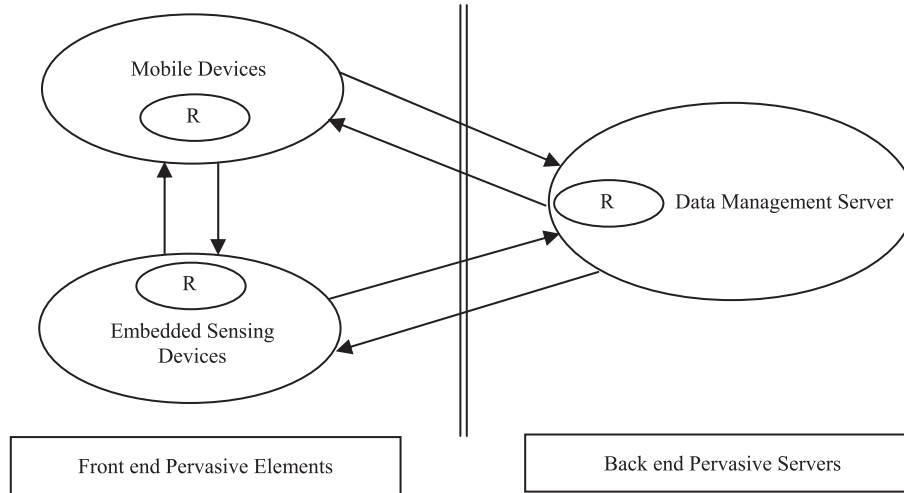 Mobile Devices
R
R
Data Management Server
R
Embedded Sensing
Devices
Front end Pervasive Elements
Back end Pervasive Servers